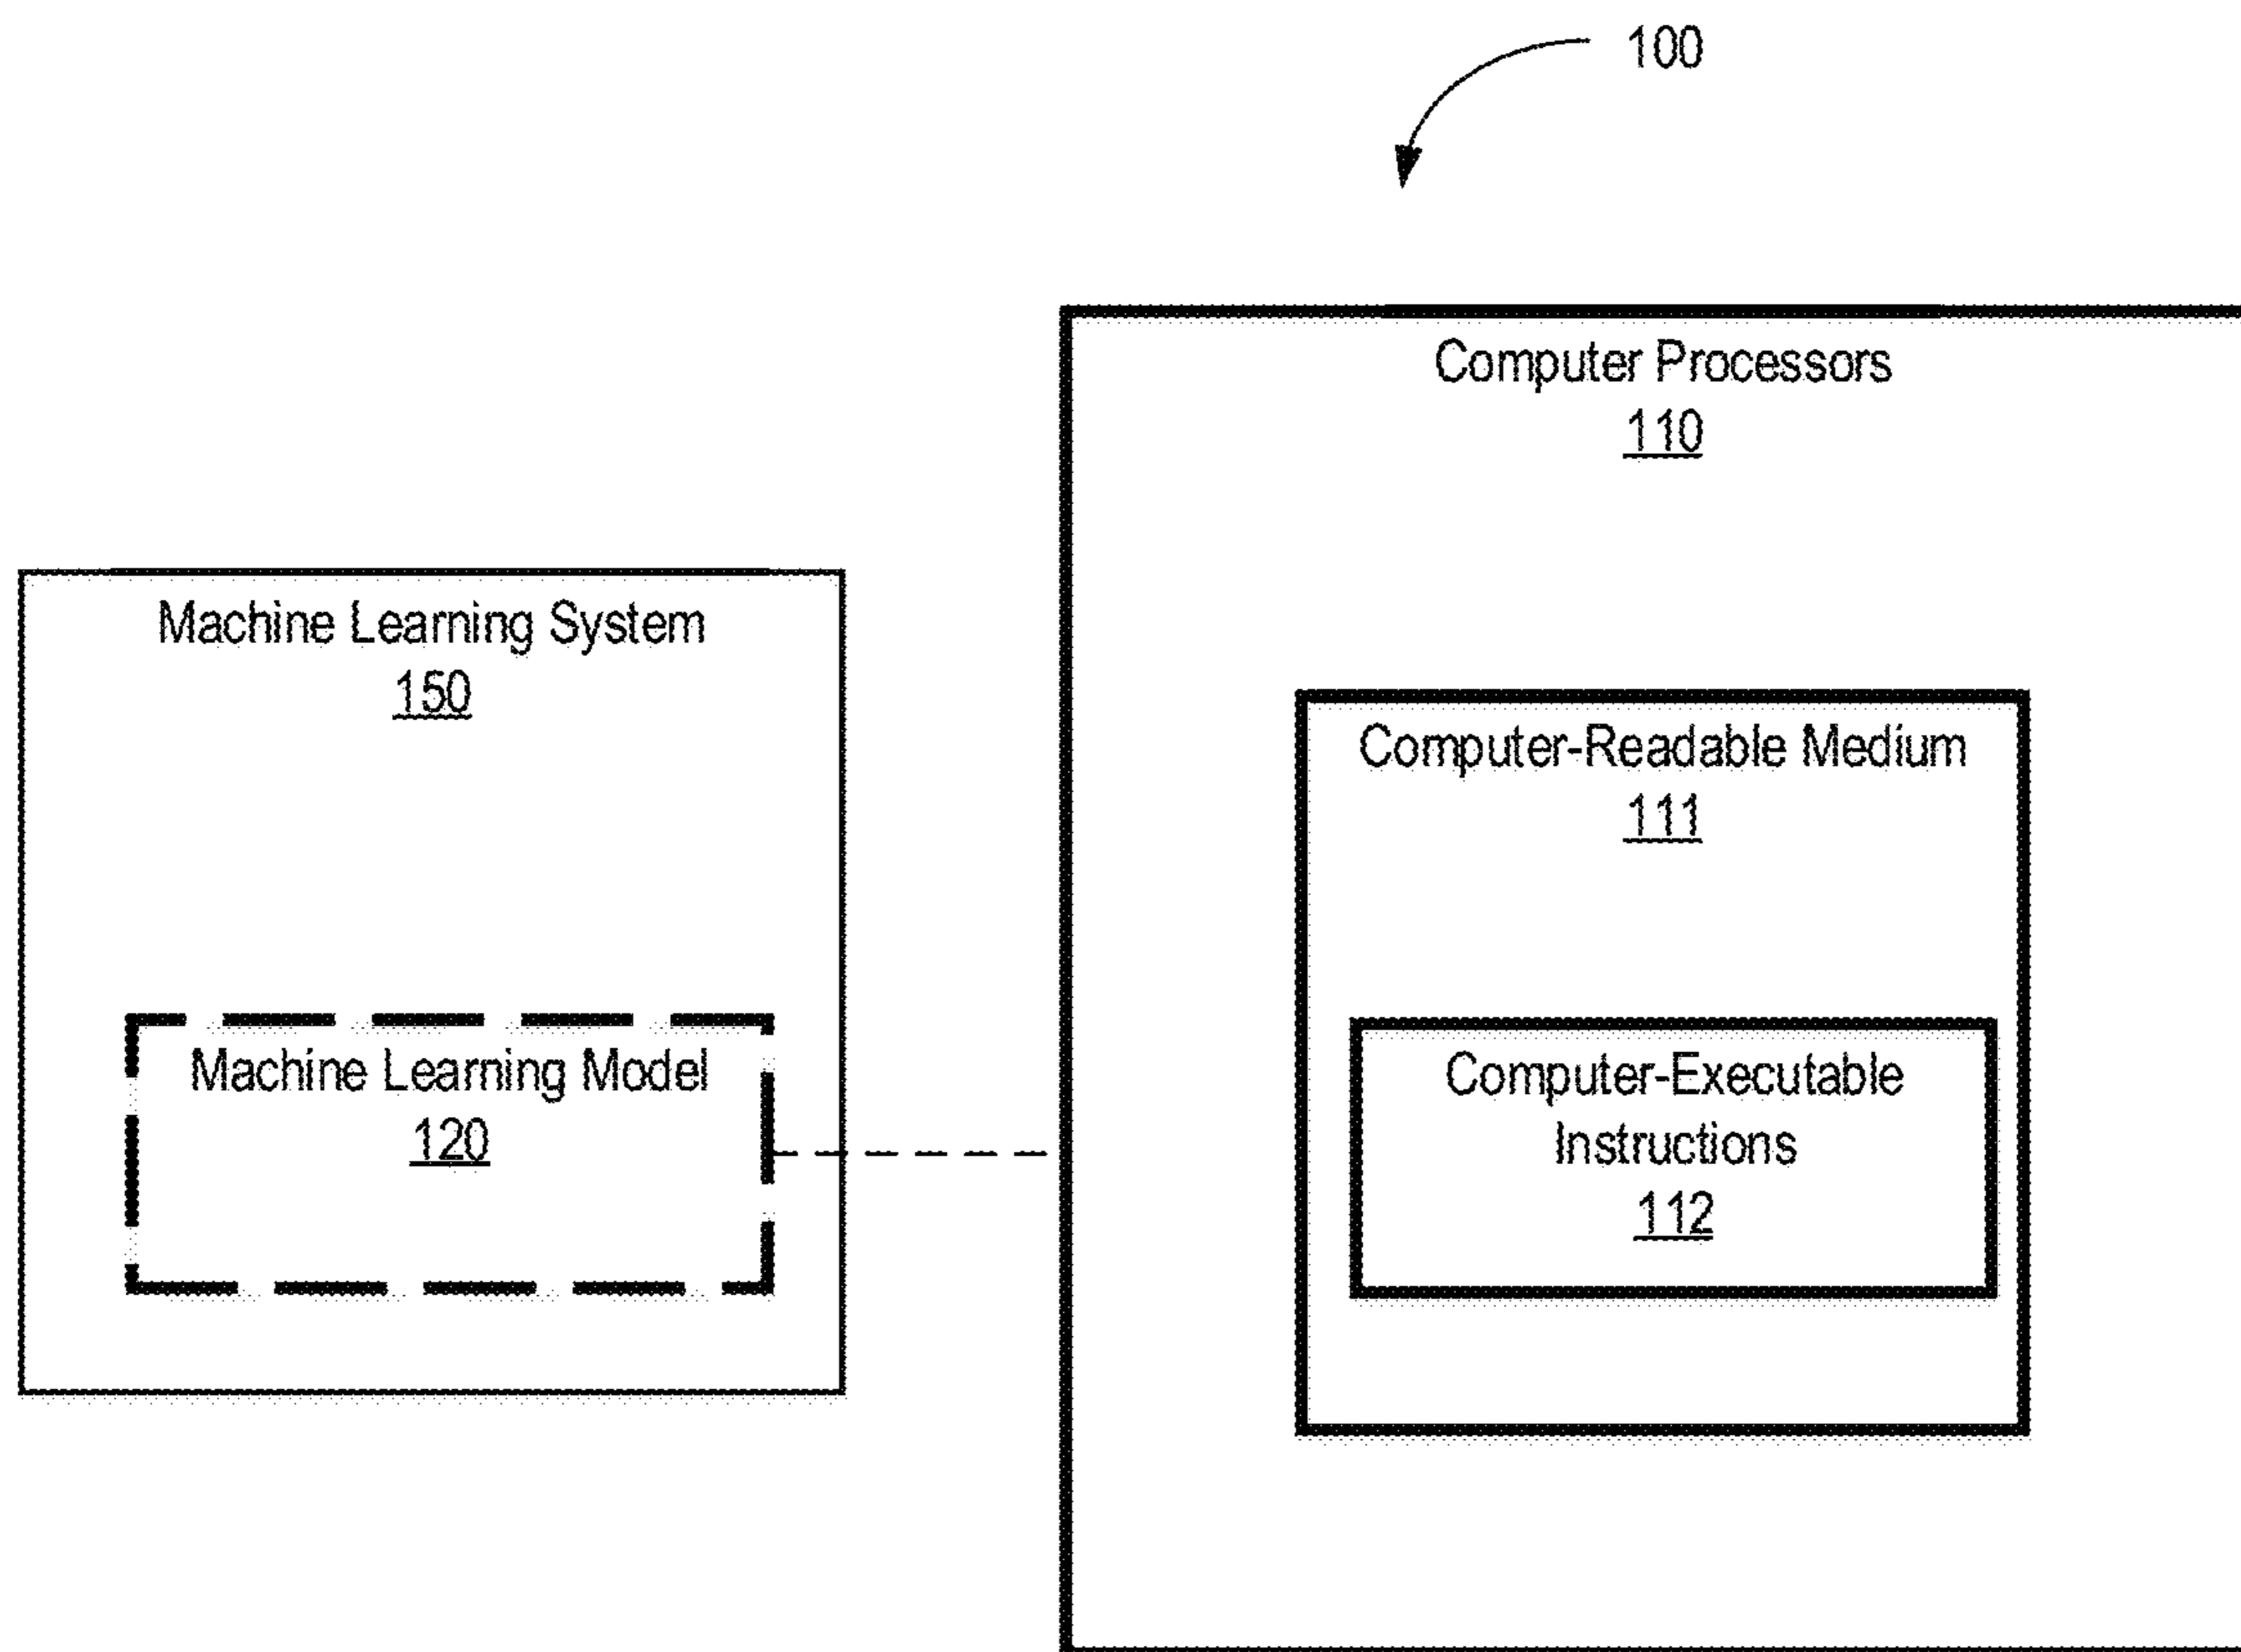 100
Computer Processors
110
Machine Learning System
150
Computer-Readable Medium
111
Machine Learning Model
120
Computer-Executable
Instructions
112